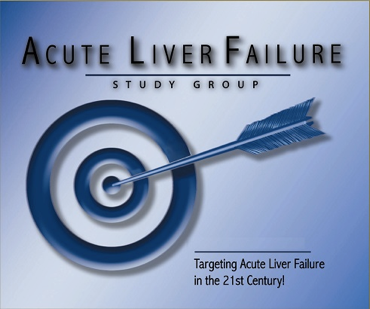 ACUTE LIVER FAILURE
STUDY GROUP
Targeting Acute Liver Failure
in the 21st Century!